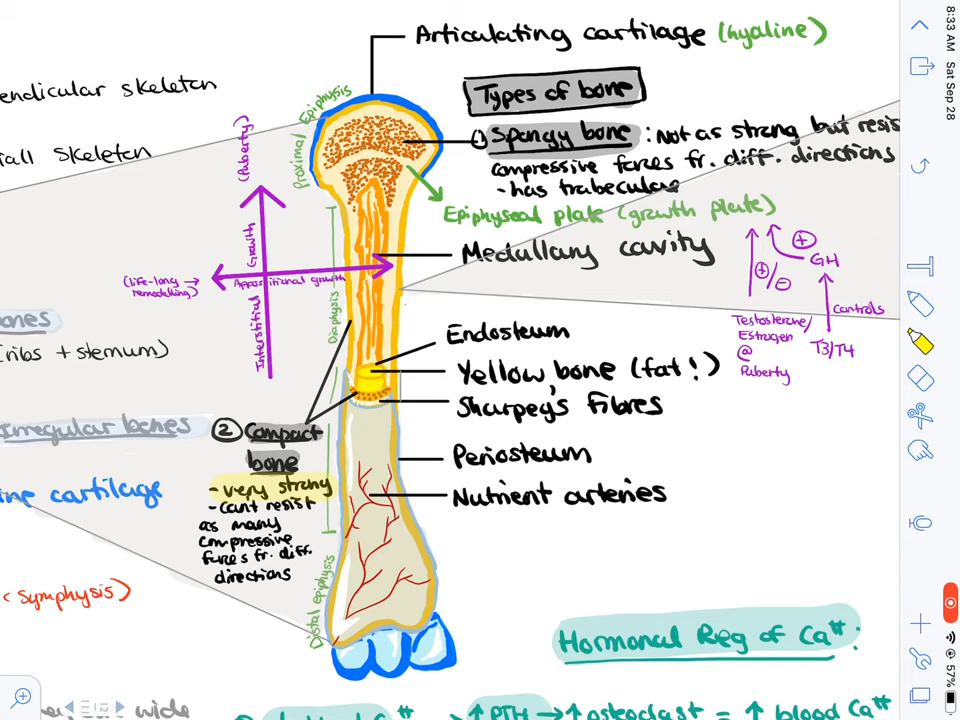 8:33 AM Sat Sep 28
57%
endicular skeleton
skeleton
Articulating cartilage (hyaline)
Types of bone
① Spongy bone : Not as strong but resis
compressive forces fr. diff. directions
- has trabeculae
Epiphyseal plate (growth plate)
Medullary cavity
Proximal Epiphysis
(Puberty)
Interstitial Growth
(life-long → remodelling)
Appositional growth
Diaphysis
ones
(ribs + sternum)
⊕
GH
⊕/⊖
controls
Testosterone/
Estrogen
@
Puberty
T3/T4
Endosteum
Yellow bone (fat!)
Sharpey's Fibres
Periosteum
Nutrient arteries
Irregular bones
② Compact
bone
- very strong
- cant resist
as many
compressive
forces fr. diff.
directions
ine cartilage
Distal epiphysis
(Symphysis)
Hormonal Reg of Ca⁺⁺:
wide
↑ PTH → ↑ osteoclast = ↑ blood Ca⁺⁺